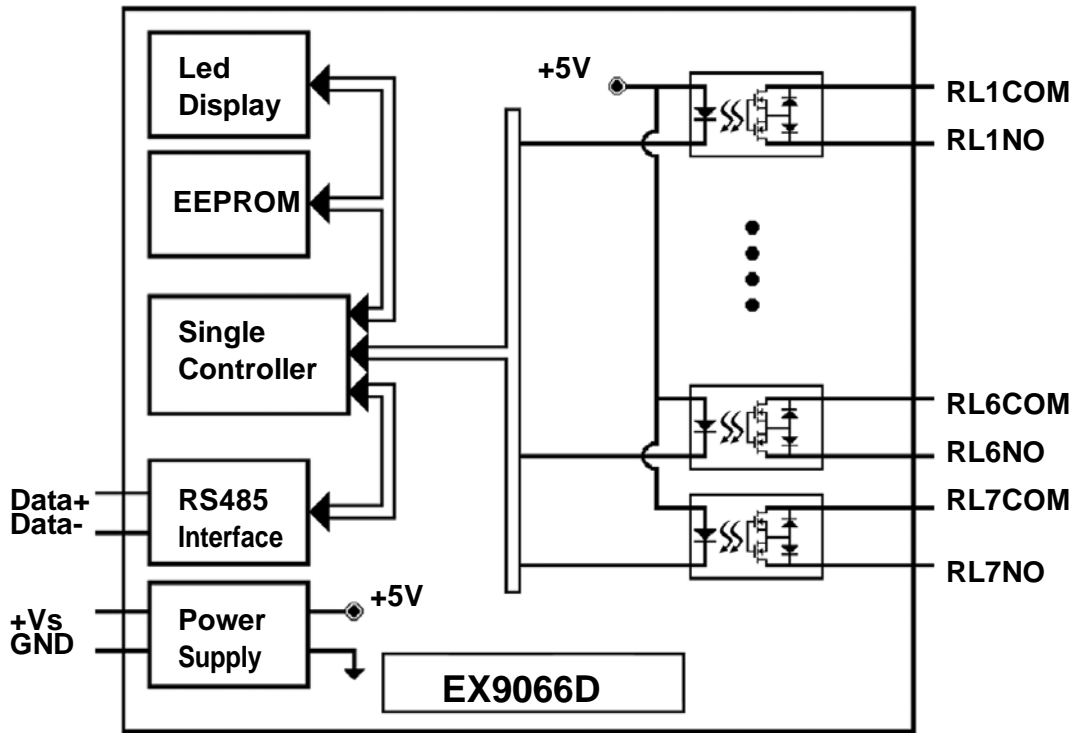 Led
Display
EEPROM
Single
Controller
RS485
Interface
Power
Supply
Data+
Data-
+Vs
GND
+5V
+5V
RL1COM
RL1NO
RL6COM
RL6NO
RL7COM
RL7NO
EX9066D